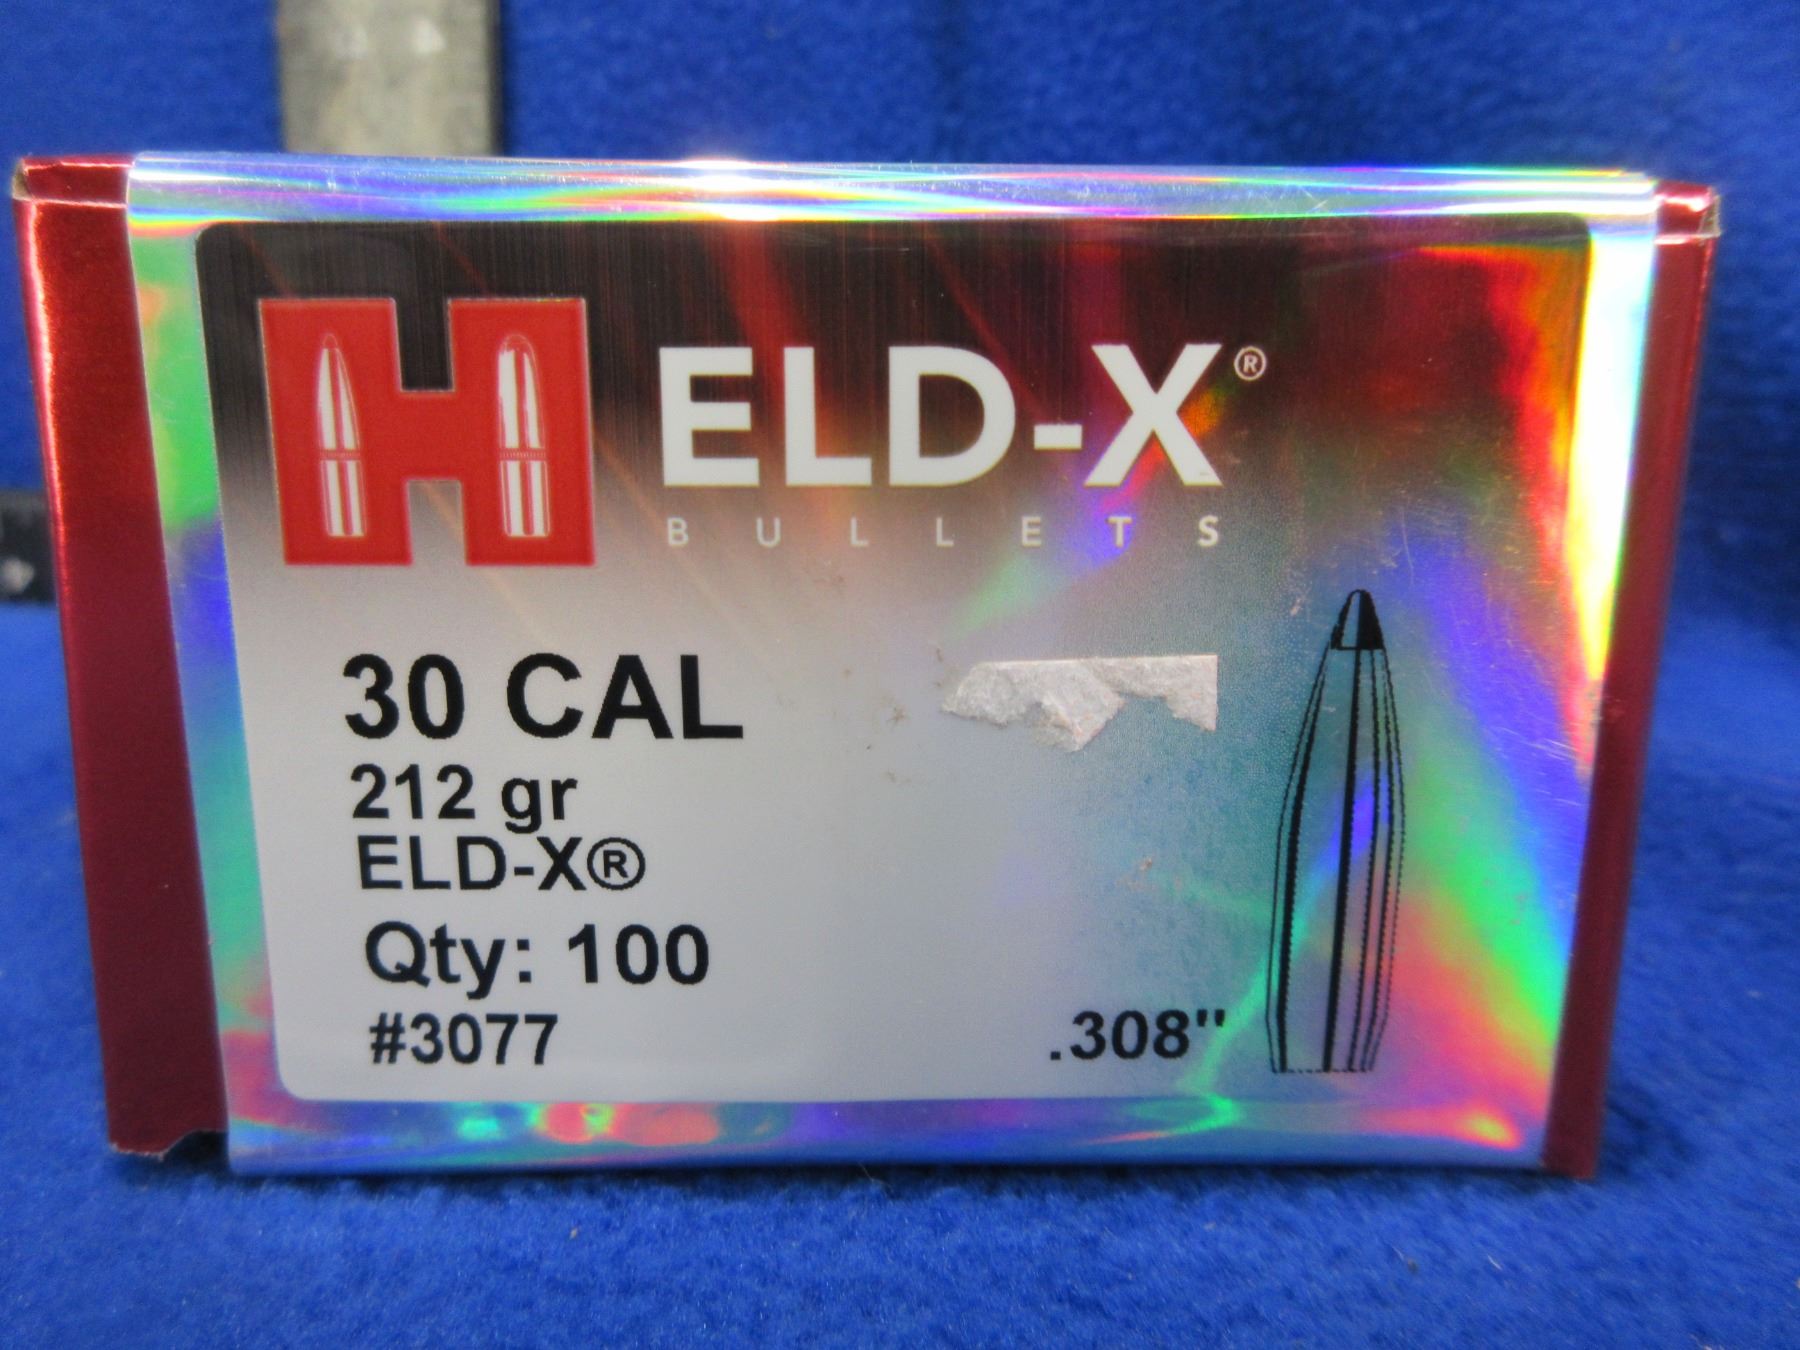 H ELD-X®
BULLETS
30 CAL
212 gr
ELD-X®
Qty: 100
#3077
.308"